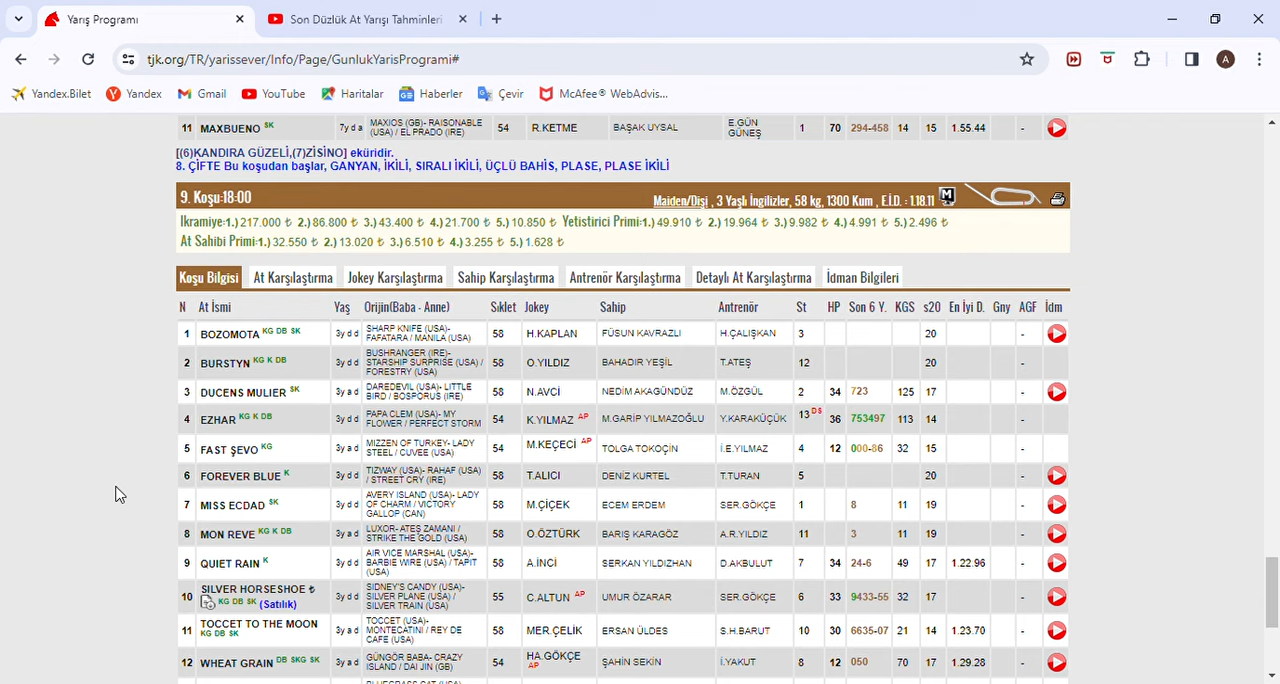 Yarış Programı
Son Düzlük At Yarışı Tahminleri
tjk.org/TR/yarissever/Info/Page/GunlukYarisProgrami#
A
Yandex.Bilet Yandex Gmail YouTube Haritalar Haberler Çevir McAfee® WebAdvis...
11 MAXBUENO SK 7y d a MAXIOS (GB)- RAISONABLE (USA) / EL PRADO (IRE) 54 R.KETME BAŞAK UYSAL E.GÜN GÜNEŞ 1 70 294-458 14 15 1.55.44 -
[(6)KANDIRA GÜZELİ,(7)ZİSİNO] eküridir.
8. ÇİFTE Bu koşudan başlar, GANYAN, İKİLİ, SIRALI İKİLİ, ÜÇLÜ BAHİS, PLASE, PLASE İKİLİ
9. Koşu:18:00 Maiden/Dişi , 3 Yaşlı İngilizler, 58 kg, 1300 Kum , E.İ.D. : 1.18.11 M
Ikramiye:1.) 217.000 ₺ 2.) 86.800 ₺ 3.) 43.400 ₺ 4.) 21.700 ₺ 5.) 10.850 ₺ Yetistirici Primi:1.) 49.910 ₺ 2.) 19.964 ₺ 3.) 9.982 ₺ 4.) 4.991 ₺ 5.) 2.496 ₺
At Sahibi Primi:1.) 32.550 ₺ 2.) 13.020 ₺ 3.) 6.510 ₺ 4.) 3.255 ₺ 5.) 1.628 ₺
Koşu Bilgisi At Karşılaştırma Jokey Karşılaştırma Sahip Karşılaştırma Antrenör Karşılaştırma Detaylı At Karşılaştırma İdman Bilgileri
N At İsmi Yaş Orijin(Baba - Anne) Sıklet Jokey Sahip Antrenör St HP Son 6 Y. KGS s20 En İyi D. Gny AGF İdm
1 BOZOMOTA KG DB SK 3y d d SHARP KNIFE (USA)- FAFATARA / MANILA (USA) 58 H.KAPLAN FÜSUN KAVRAZLI H.ÇALIŞKAN 3 20 -
2 BURSTYN KG K DB 3y d d BUSHRANGER (IRE)- STARSHIP SURPRISE (USA) / FORESTRY (USA) 58 O.YILDIZ BAHADIR YEŞİL T.ATEŞ 12 20 -
3 DUCENS MULIER SK 3y a d DAREDEVIL (USA)- LITTLE BIRD / BOSPORUS (IRE) 58 N.AVCİ NEDİM AKAGÜNDÜZ M.ÖZGÜL 2 34 723 125 17 -
4 EZHAR KG K DB 3y d d PAPA CLEM (USA)- MY FLOWER / PERFECT STORM 54 K.YILMAZ AP M.GARİP YILMAZOĞLU Y.KARAKÜÇÜK 13 DS 36 753497 113 14 -
5 FAST ŞEVO KG 3y a d MIZZEN OF TURKEY- LADY STEEL / CUVEE (USA) 54 M.KEÇECİ AP TOLGA TOKOÇİN İ.E.YILMAZ 4 12 000-86 32 15 -
6 FOREVER BLUE K 3y d d TIZWAY (USA)- RAHAF (USA) / STREET CRY (IRE) 58 T.ALICI DENİZ KURTEL T.TURAN 5 20 -
7 MISS ECDAD SK 3y d d AVERY ISLAND (USA)- LADY OF CHARM / VICTORY GALLOP (CAN) 58 M.ÇİÇEK ECEM ERDEM SER.GÖKÇE 1 8 11 19 -
8 MON REVE KG K DB 3y a d LUXOR- ATEŞ ZAMANI / STRIKE THE GOLD (USA) 58 O.ÖZTÜRK BARIŞ KARAGÖZ A.R.YILDIZ 11 3 11 19 -
9 QUIET RAIN K 3y d d AIR VICE MARSHAL (USA)- BARBIE WIRE (USA) / TAPIT (USA) 58 A.İNCİ SERKAN YILDIZHAN D.AKBULUT 7 34 24-6 49 17 1.22.96 -
10 SILVER HORSESHOE ₺ KG DB SK (Satılık) 3y d d SIDNEY'S CANDY (USA)- SILVER PLANE (USA) / SILVER TRAIN (USA) 55 C.ALTUN AP UMUR ÖZARAR SER.GÖKÇE 6 33 9433-55 32 17 -
11 TOCCET TO THE MOON KG DB SK 3y a d TOCCET (USA)- MONTECATINI / REY DE CAFE (USA) 58 MER.ÇELİK ERSAN ÜLDES S.H.BARUT 10 30 6635-07 21 14 1.23.70 -
12 WHEAT GRAIN DB SKG SK 3y a d GÜNGÖR BABA- CRAZY ISLAND / DAI JIN (GB) 54 HA.GÖKÇE AP ŞAHİN SEKİN İ.YAKUT 8 12 050 70 17 1.29.28 -